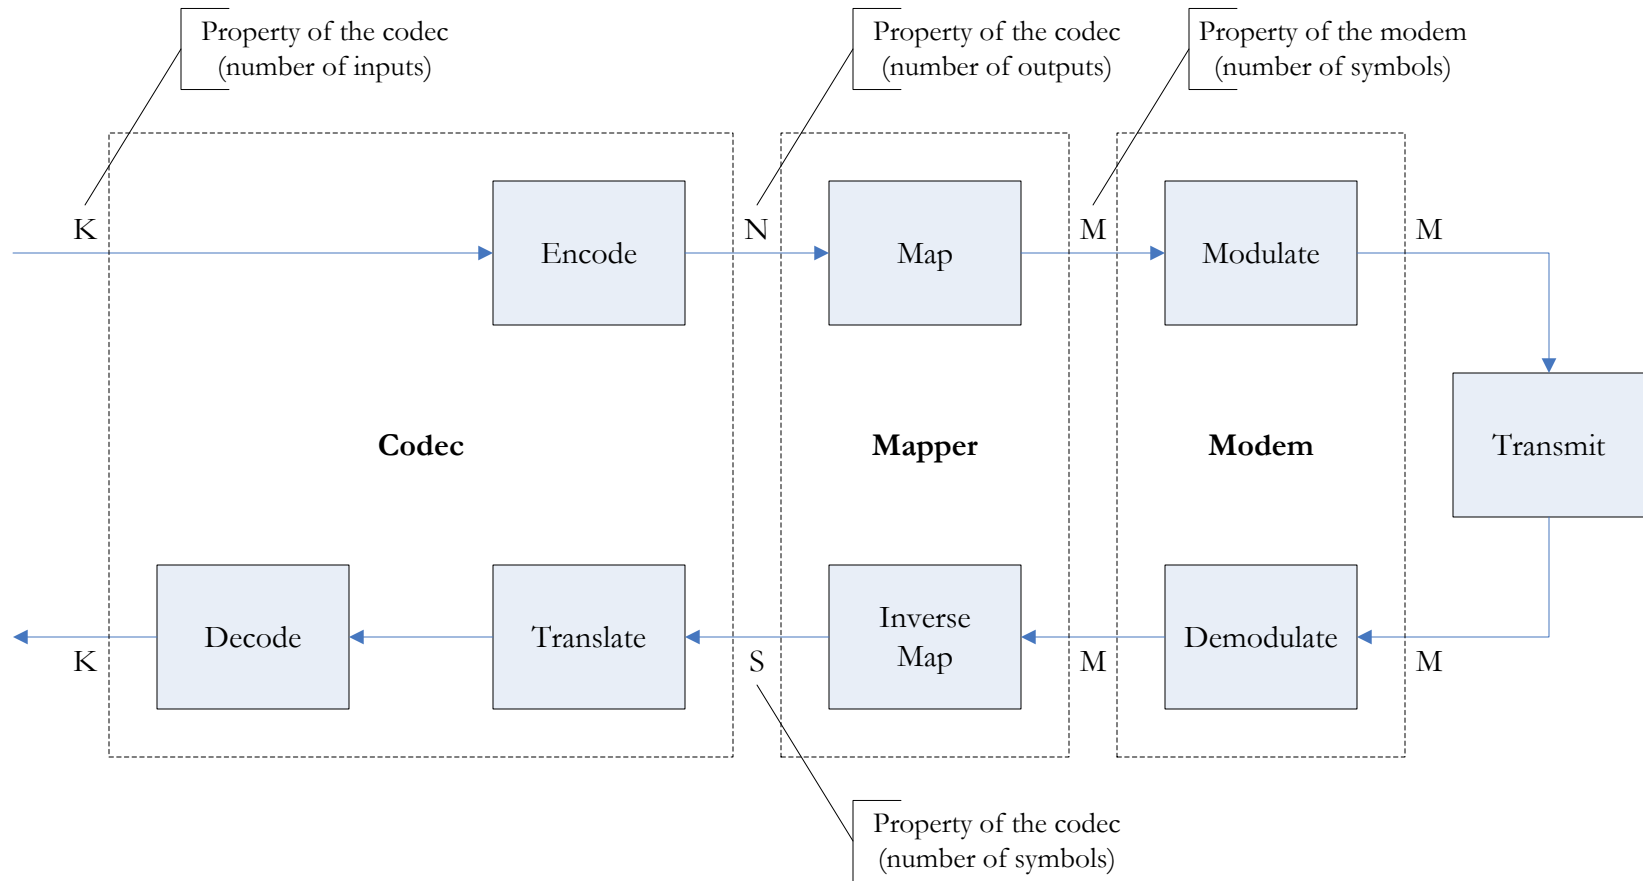 Property of the codec
(number of inputs)
Property of the codec
(number of outputs)
Property of the modem
(number of symbols)
K
N
M
M
Encode
Map
Modulate
Codec
Mapper
Modem
Transmit
Decode
Translate
Inverse
Map
Demodulate
K
S
M
M
Property of the codec
(number of symbols)